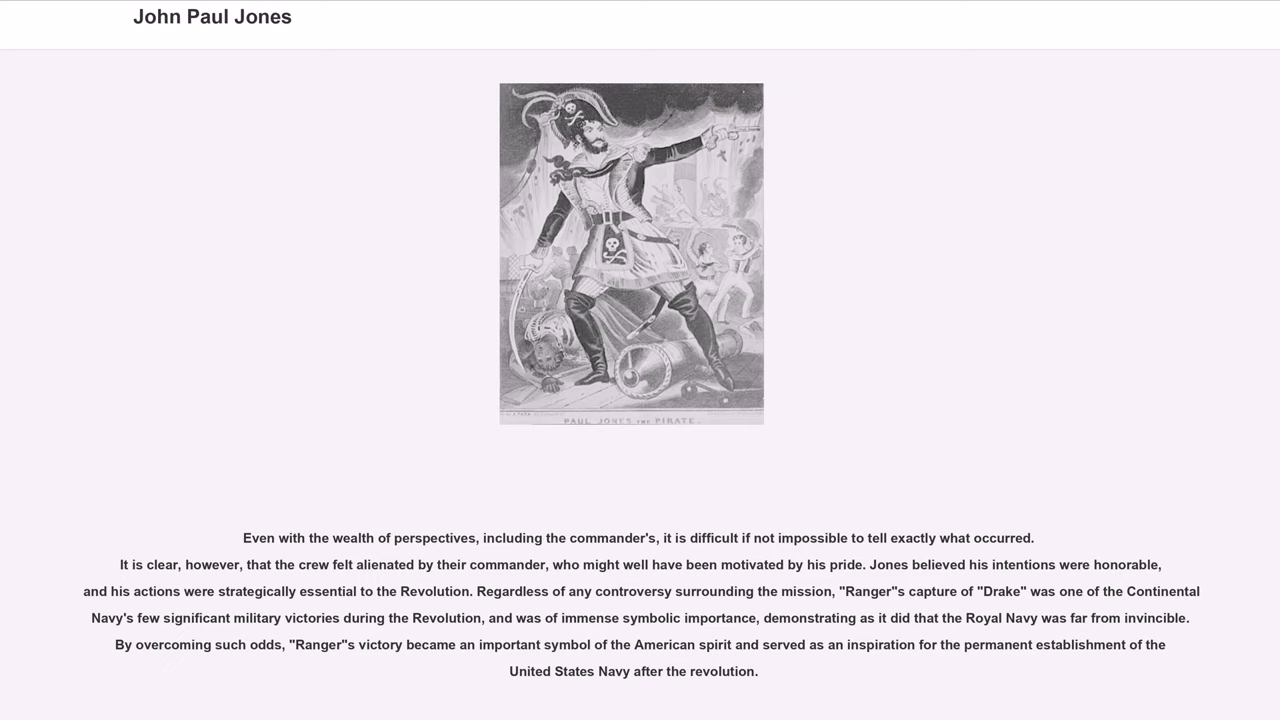 John Paul Jones
PAUL JONES THE PIRATE.
Even with the wealth of perspectives, including the commander's, it is difficult if not impossible to tell exactly what occurred.
It is clear, however, that the crew felt alienated by their commander, who might well have been motivated by his pride. Jones believed his intentions were honorable,
and his actions were strategically essential to the Revolution. Regardless of any controversy surrounding the mission, "Ranger"s capture of "Drake" was one of the Continental
Navy's few significant military victories during the Revolution, and was of immense symbolic importance, demonstrating as it did that the Royal Navy was far from invincible.
By overcoming such odds, "Ranger"s victory became an important symbol of the American spirit and served as an inspiration for the permanent establishment of the
United States Navy after the revolution.